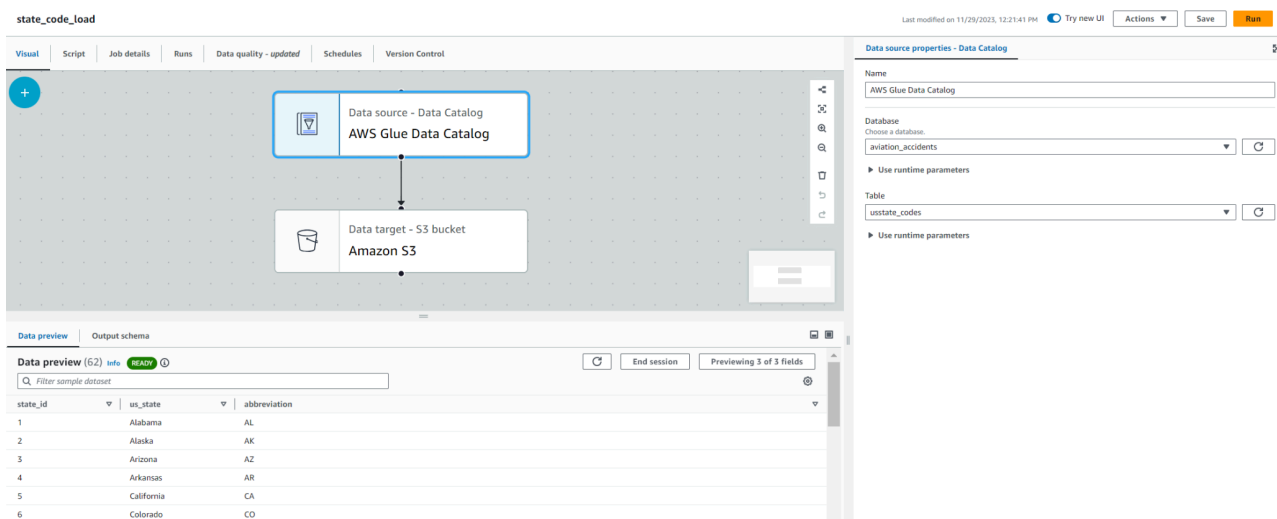 state_code_load
Last modified on 11/29/2023, 12:21:41 PM Try new UI Actions Save Run
Visual Script Job details Runs Data quality - updated Schedules Version Control
Data source - Data Catalog
AWS Glue Data Catalog
Data target - S3 bucket
Amazon S3
Data source properties - Data Catalog
Name
AWS Glue Data Catalog
Database
Choose a database.
aviation_accidents
Use runtime parameters
Table
usstate_codes
Use runtime parameters
Data preview Output schema
Data preview (62) Info READY End session Previewing 3 of 3 fields
Filter sample dataset
state_id us_state abbreviation
1 Alabama AL
2 Alaska AK
3 Arizona AZ
4 Arkansas AR
5 California CA
6 Colorado CO